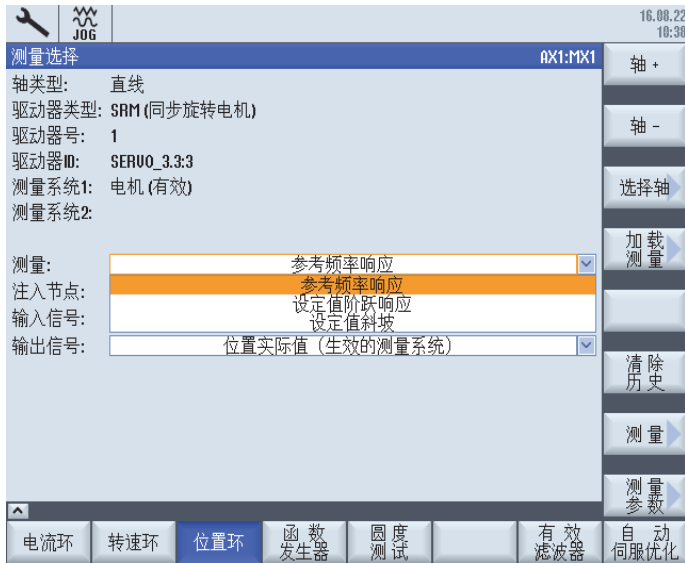 JOG
16.08.22
10:38
测量选择 AX1:MX1
轴类型: 直线
驱动器类型: SRM (同步旋转电机)
驱动器号: 1
驱动器ID: SERVO_3.3:3
测量系统1: 电机 (有效)
测量系统2:
测量: 参考频率响应
参考频率响应
注入节点:
设定值阶跃响应
输入信号:
设定值斜坡
输出信号: 位置实际值 (生效的测量系统)
轴 +
轴 -
选择轴
加载
测量
清除
历史
测量
测量
参数
电流环
转速环
位置环
函数
发生器
圆度
测试
有效
滤波器
自动
伺服优化